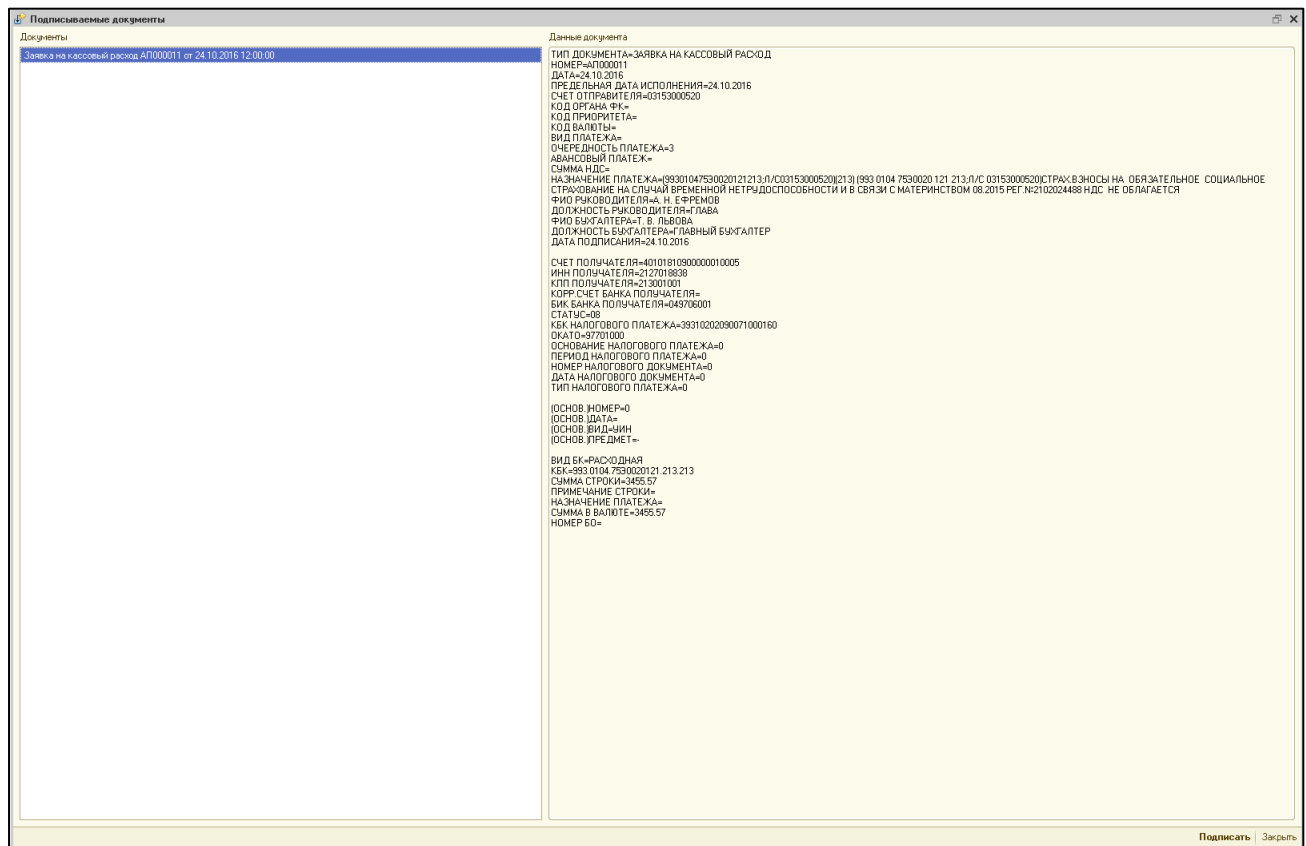 Подписываемые документы
Документы
Заявка на кассовый расход АП000011 от 24.10.2016 12:00:00
Данные документа
ТИП ДОКУМЕНТА=ЗАЯВКА НА КАССОВЫЙ РАСХОД
НОМЕР=АП000011
ДАТА=24.10.2016
ПРЕДЕЛЬНАЯ ДАТА ИСПОЛНЕНИЯ=24.10.2016
СЧЕТ ОТПРАВИТЕЛЯ=03153000520
КОД ОРГАНА ФК=
КОД ПРИОРИТЕТА=
КОД ВАЛЮТЫ=
ВИД ПЛАТЕЖА=
ОЧЕРЕДНОСТЬ ПЛАТЕЖА=3
АВАНСОВЫЙ ПЛАТЕЖ=
СУММА НДС=
НАЗНАЧЕНИЕ ПЛАТЕЖА=(99301047530020121213;Л/С03153000520)(213) (993 0104 7530020 121 213;Л/С 03153000520)СТРАХ.ВЗНОСЫ НА ОБЯЗАТЕЛЬНОЕ СОЦИАЛЬНОЕ
СТРАХОВАНИЕ НА СЛУЧАЙ ВРЕМЕННОЙ НЕТРУДОСПОСОБНОСТИ И В СВЯЗИ С МАТЕРИНСТВОМ 08.2015 РЕГ.№2102024488 НДС НЕ ОБЛАГАЕТСЯ
ФИО РУКОВОДИТЕЛЯ=А. Н. ЕФРЕМОВ
ДОЛЖНОСТЬ РУКОВОДИТЕЛЯ=ГЛАВА
ФИО БУХГАЛТЕРА=Т. В. ЛЬВОВА
ДОЛЖНОСТЬ БУХГАЛТЕРА=ГЛАВНЫЙ БУХГАЛТЕР
ДАТА ПОДПИСАНИЯ=24.10.2016
СЧЕТ ПОЛУЧАТЕЛЯ=40101810900000010005
ИНН ПОЛУЧАТЕЛЯ=2127018838
КПП ПОЛУЧАТЕЛЯ=213001001
КОРР.СЧЕТ БАНКА ПОЛУЧАТЕЛЯ=
БИК БАНКА ПОЛУЧАТЕЛЯ=049706001
СТАТУС=08
КБК НАЛОГОВОГО ПЛАТЕЖА=39310202090071000160
ОКАТО=97701000
ОСНОВАНИЕ НАЛОГОВОГО ПЛАТЕЖА=0
ПЕРИОД НАЛОГОВОГО ПЛАТЕЖА=0
НОМЕР НАЛОГОВОГО ДОКУМЕНТА=0
ДАТА НАЛОГОВОГО ДОКУМЕНТА=0
ТИП НАЛОГОВОГО ПЛАТЕЖА=0
(ОСНОВ.)НОМЕР=0
(ОСНОВ.)ДАТА=
(ОСНОВ.)ВИД=УИН
(ОСНОВ.)ПРЕДМЕТ=-
ВИД БК=РАСХОДНАЯ
КБК=993.0104.75Э0020121.213.213
СУММА СТРОКИ=3455.57
ПРИМЕЧАНИЕ СТРОКИ=
НАЗНАЧЕНИЕ ПЛАТЕЖА=
СУММА В ВАЛЮТЕ=3455.57
НОМЕР БО=
Подписать
Закрыть